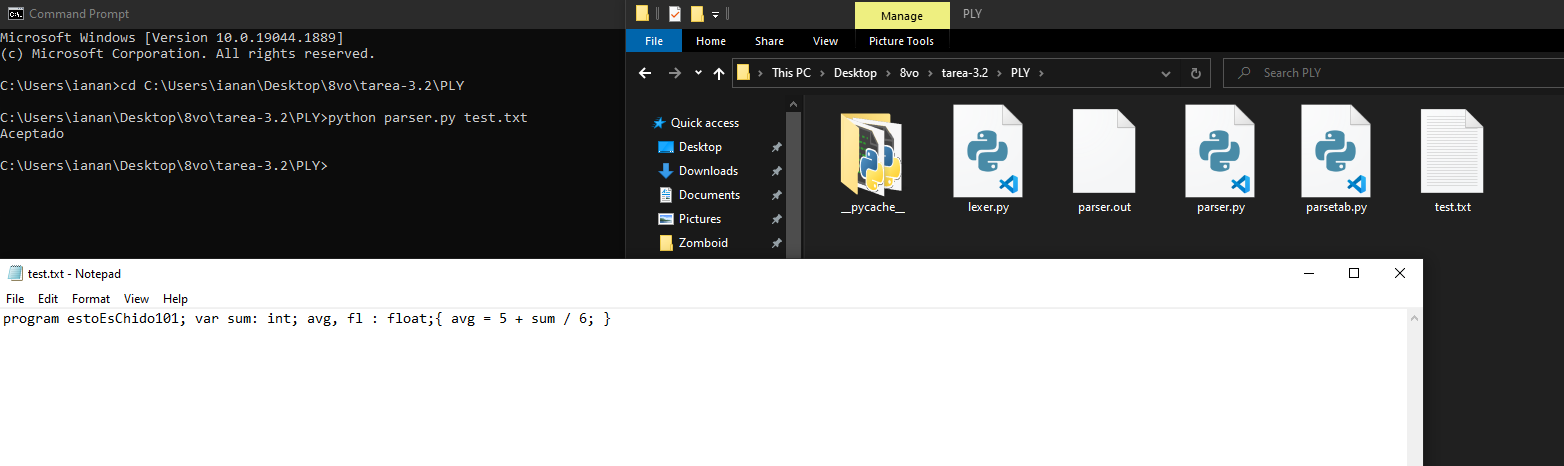 Command Prompt
Microsoft Windows [Version 10.0.19044.1889]
(c) Microsoft Corporation. All rights reserved.
C:\Users\ianan>cd C:\Users\ianan\Desktop\8vo\tarea-3.2\PLY
C:\Users\ianan\Desktop\8vo\tarea-3.2\PLY>python parser.py test.txt
Aceptado
C:\Users\ianan\Desktop\8vo\tarea-3.2\PLY>
Manage PLY
File Home Share View Picture Tools
This PC Desktop 8vo tarea-3.2 PLY Search PLY
Quick access
Desktop
Downloads
Documents
Pictures
Zomboid
__pycache__ lexer.py parser.out parser.py parsetab.py test.txt
test.txt - Notepad
File Edit Format View Help
program estoEsChido101; var sum: int; avg, fl : float;{ avg = 5 + sum / 6; }